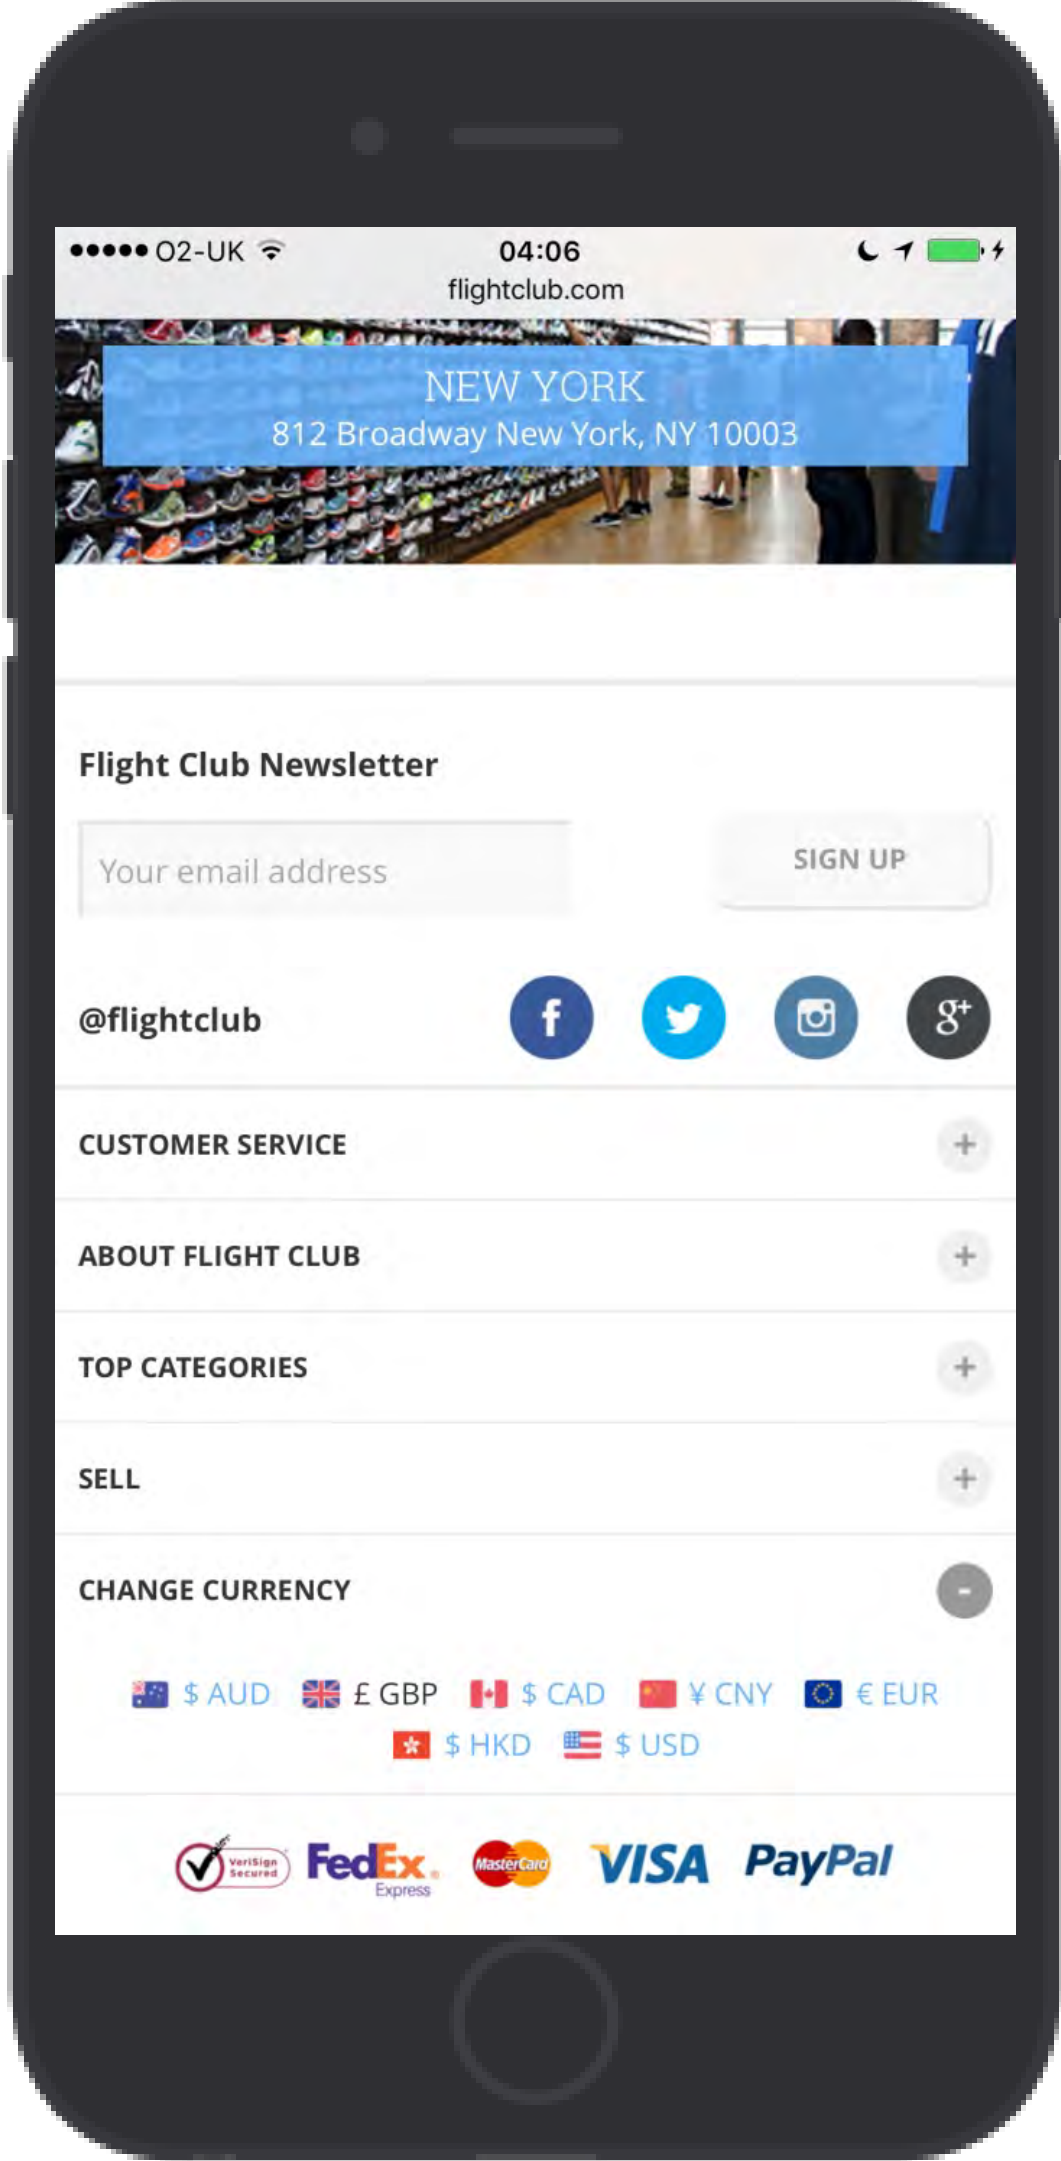 O2-UK 04:06
flightclub.com
NEW YORK
812 Broadway New York, NY 10003
Flight Club Newsletter
Your email address SIGN UP
@flightclub f g+
CUSTOMER SERVICE +
ABOUT FLIGHT CLUB +
TOP CATEGORIES +
SELL +
CHANGE CURRENCY -
$ AUD £ GBP $ CAD ¥ CNY € EUR
$ HKD $ USD
VeriSign Secured FedEx Express MasterCard VISA PayPal